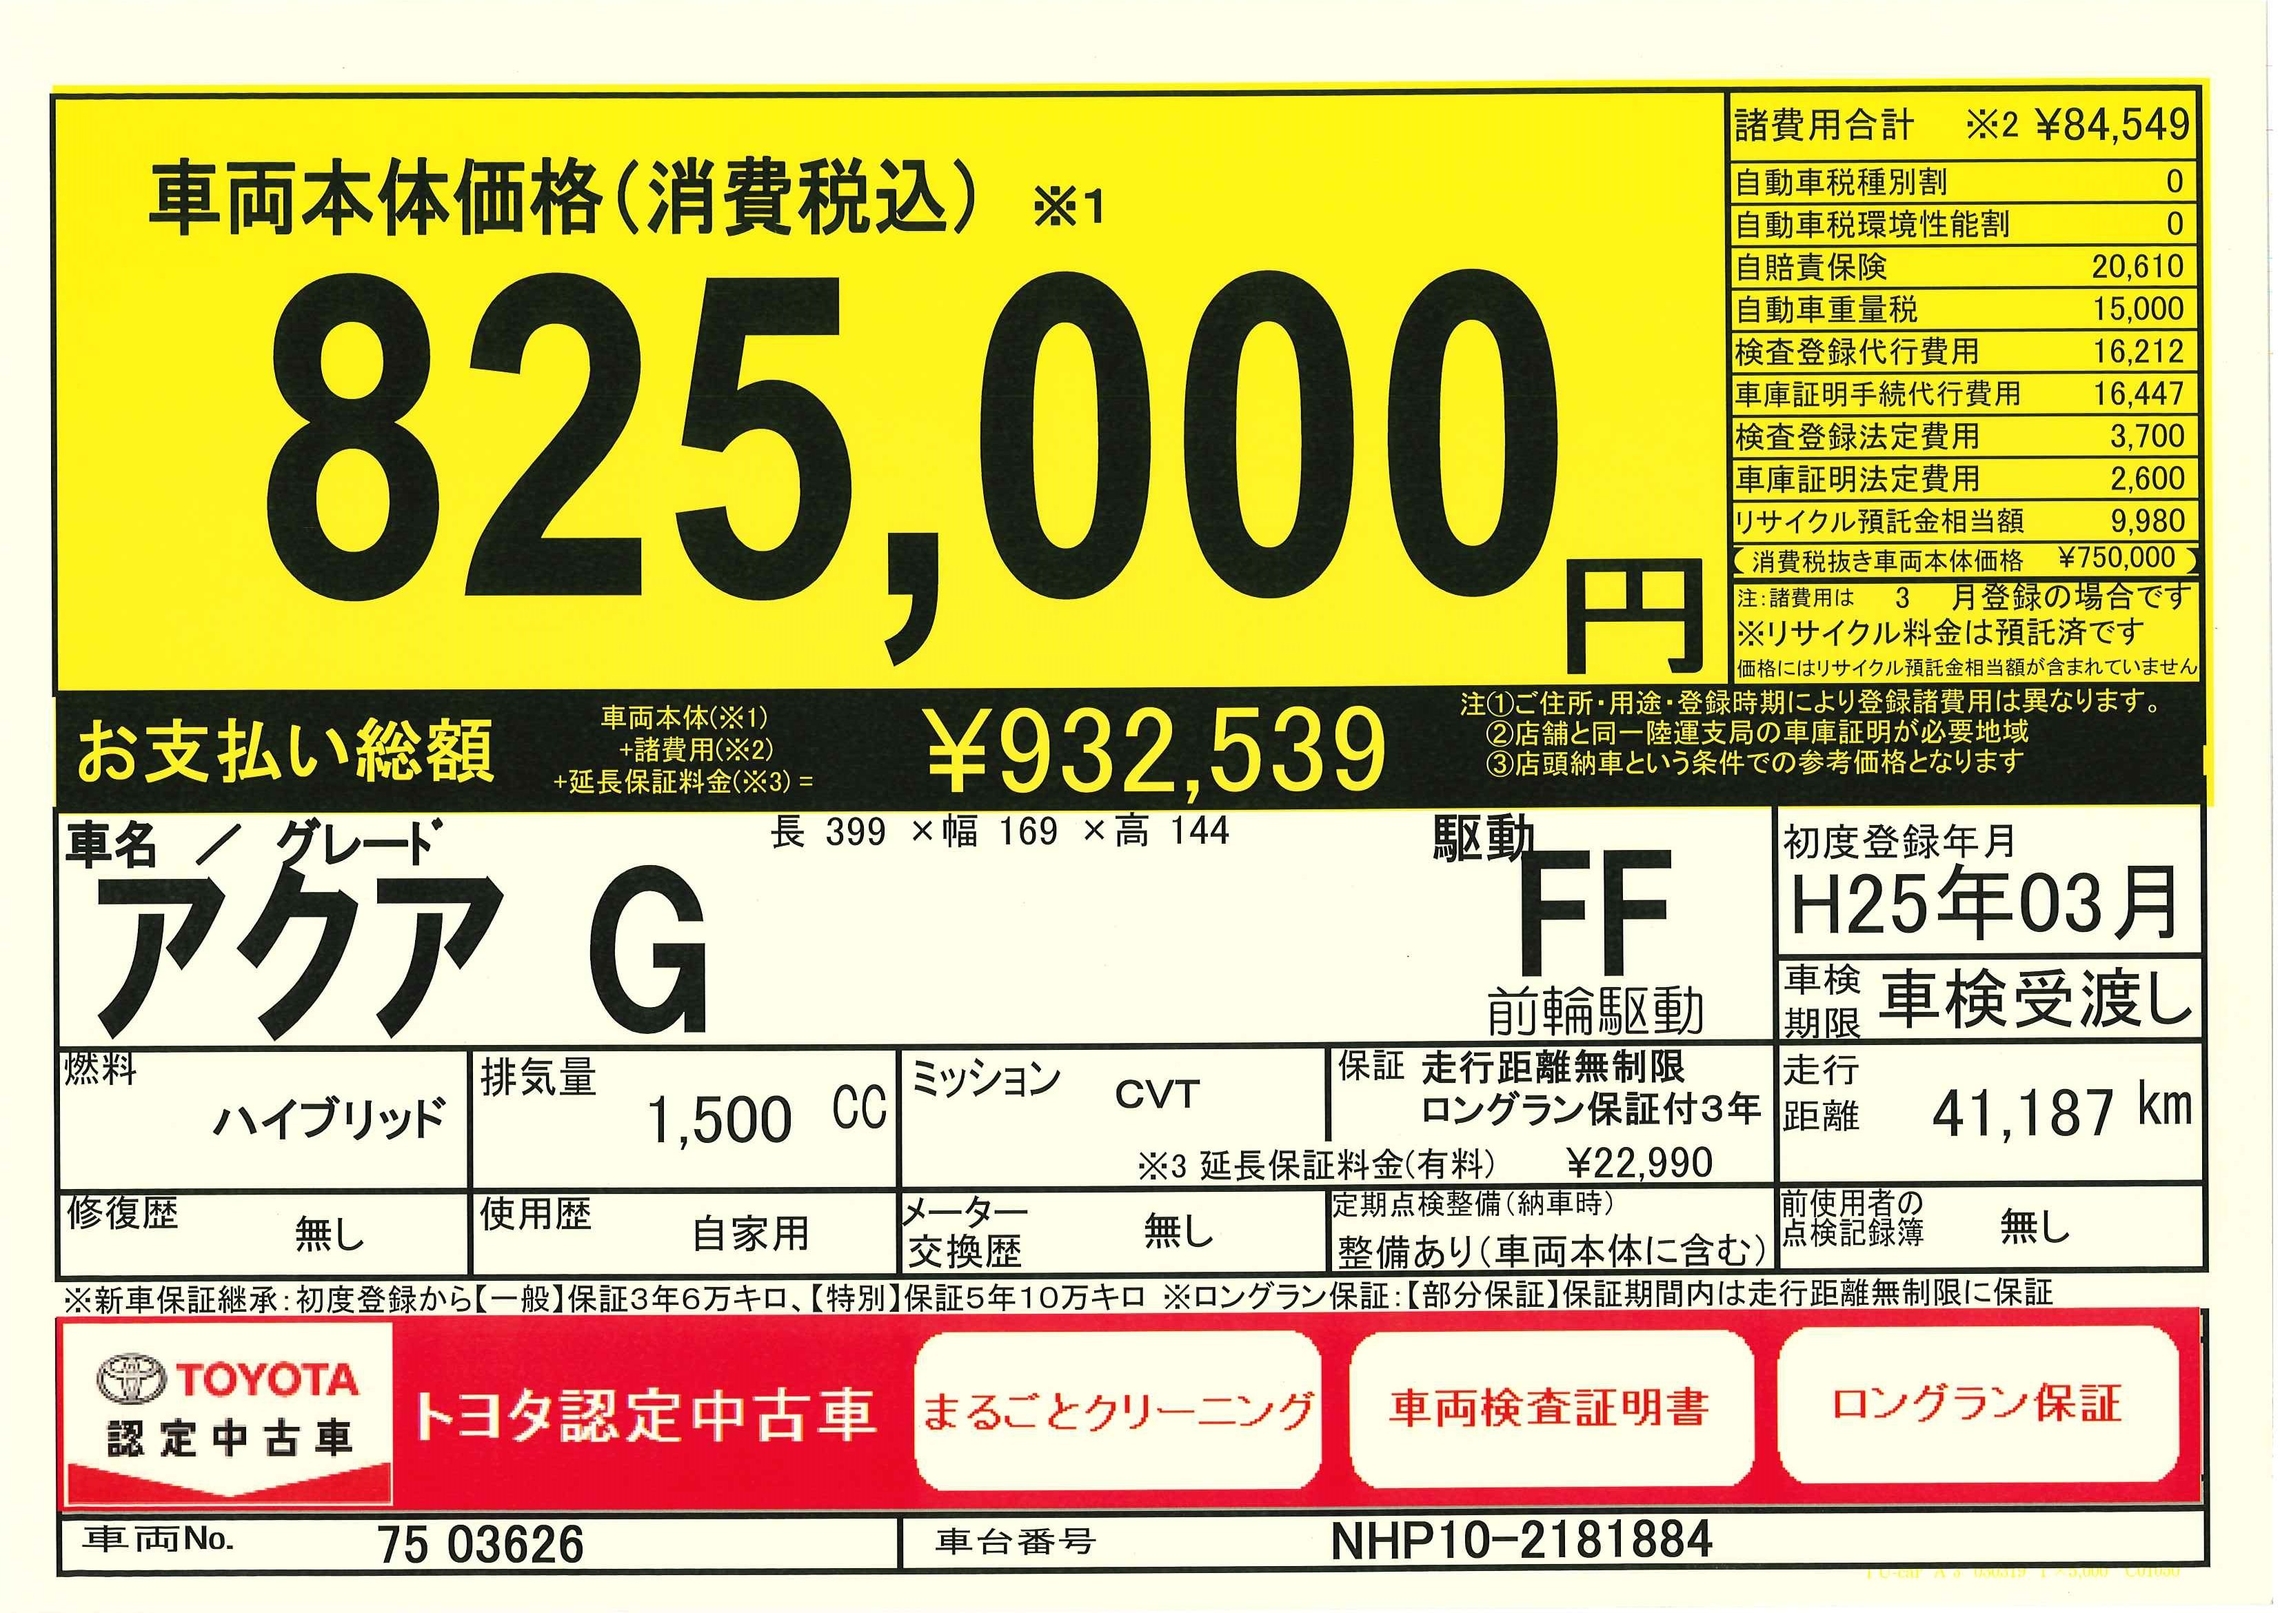 車両本体価格(消費税込) ※1
825,000円
諸費用合計 ※2 ¥84,549
自動車税種別割 0
自動車税環境性能割 0
自賠責保険 20,610
自動車重量税 15,000
検査登録代行費用 16,212
車庫証明手続代行費用 16,447
検査登録法定費用 3,700
車庫証明法定費用 2,600
リサイクル預託金相当額 9,980
(消費税抜き車両本体価格 ¥750,000)
注:諸費用は 3 月登録の場合です
※リサイクル料金は預託済です
価格にはリサイクル預託金相当額が含まれていません
お支払い総額
車両本体(※1)
+諸費用(※2)
+延長保証料金(※3)=
¥932,539
注①ご住所・用途・登録時期により登録諸費用は異なります。
②店舗と同一陸運支局の車庫証明が必要地域
③店頭納車という条件での参考価格となります
車名 / グレード
長 399 ×幅 169 ×高 144
アクア G
駆動
FF
前輪駆動
初度登録年月
H25年03月
車検期限 車検受渡し
燃料
ハイブリッド
排気量
1,500 CC
ミッション CVT
保証 走行距離無制限
ロングラン保証付3年
※3 延長保証料金(有料) ¥22,990
走行距離 41,187 km
修復歴 無し
使用歴 自家用
メーター交換歴 無し
定期点検整備(納車時)
整備あり(車両本体に含む)
前使用者の点検記録簿 無し
※新車保証継承:初度登録から【一般】保証3年6万キロ、【特別】保証5年10万キロ ※ロングラン保証:【部分保証】保証期間内は走行距離無制限に保証
TOYOTA
認定中古車
トヨタ認定中古車
まるごとクリーニング
車両検査証明書
ロングラン保証
車両No. 75 03626
車台番号 NHP10-2181884